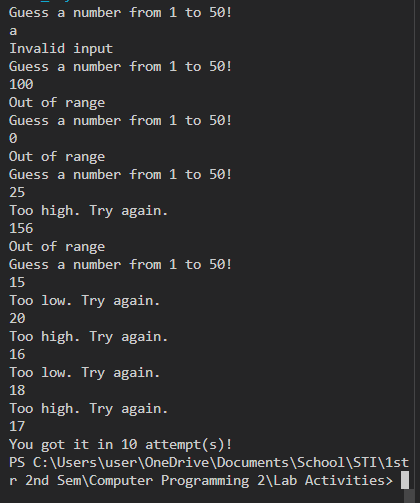 Guess a number from 1 to 50!
a
Invalid input
Guess a number from 1 to 50!
100
Out of range
Guess a number from 1 to 50!
0
Out of range
Guess a number from 1 to 50!
25
Too high. Try again.
156
Out of range
Guess a number from 1 to 50!
15
Too low. Try again.
20
Too high. Try again.
16
Too low. Try again.
18
Too high. Try again.
17
You got it in 10 attempt(s)!
PS C:\Users\user\OneDrive\Documents\School\STI\1st
r 2nd Sem\Computer Programming 2\Lab Activities>